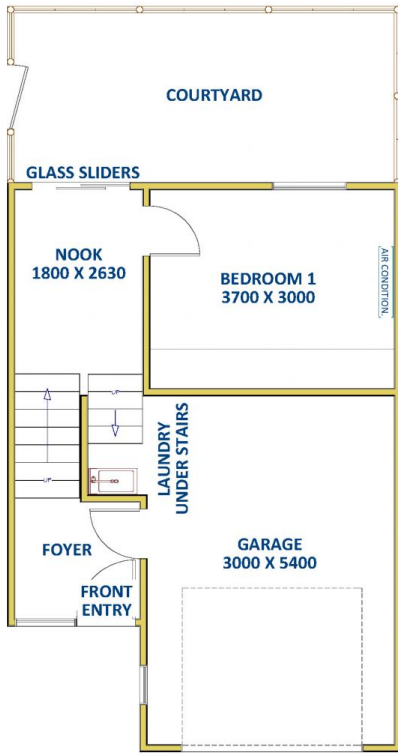 COURTYARD
GLASS SLIDERS
NOOK
1800 X 2630
BEDROOM 1
3700 X 3000
AIR CONDITION.
LAUNDRY
UNDER STAIRS
FOYER
FRONT
ENTRY
GARAGE
3000 X 5400